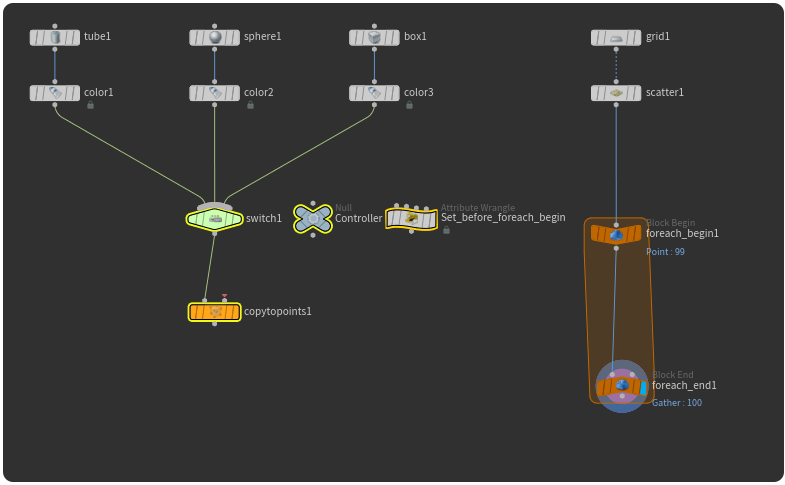 tube1
sphere1
box1
grid1
color1
color2
color3
scatter1
Null
Attribute Wrangle
switch1
Controller
Set_before_foreach_begin
Block Begin
foreach_begin1
Point : 99
copytopoints1
Block End
foreach_end1
Gather : 100